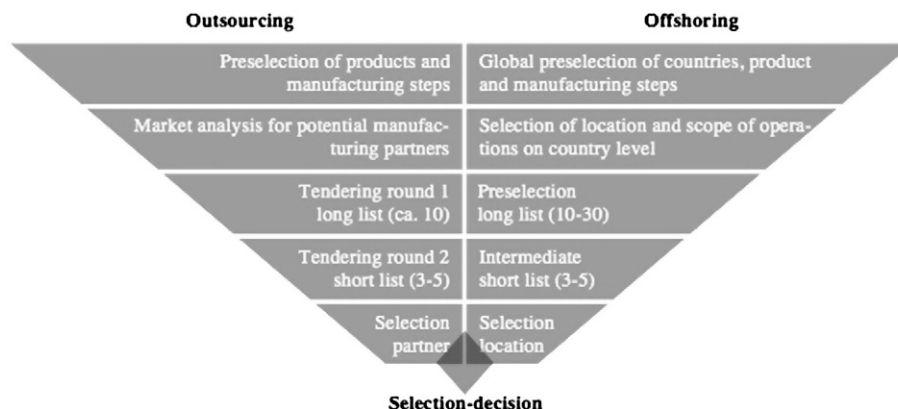 Outsourcing
Offshoring
Preselection of products and
manufacturing steps
Global preselection of countries, product
and manufacturing steps
Market analysis for potential manufac-
turing partners
Selection of location and scope of opera-
tions on country level
Tendering round 1
long list (ca. 10)
Preselection
long list (10-30)
Tendering round 2
short list (3-5)
Intermediate
short list (3-5)
Selection
partner
Selection
location
Selection-decision